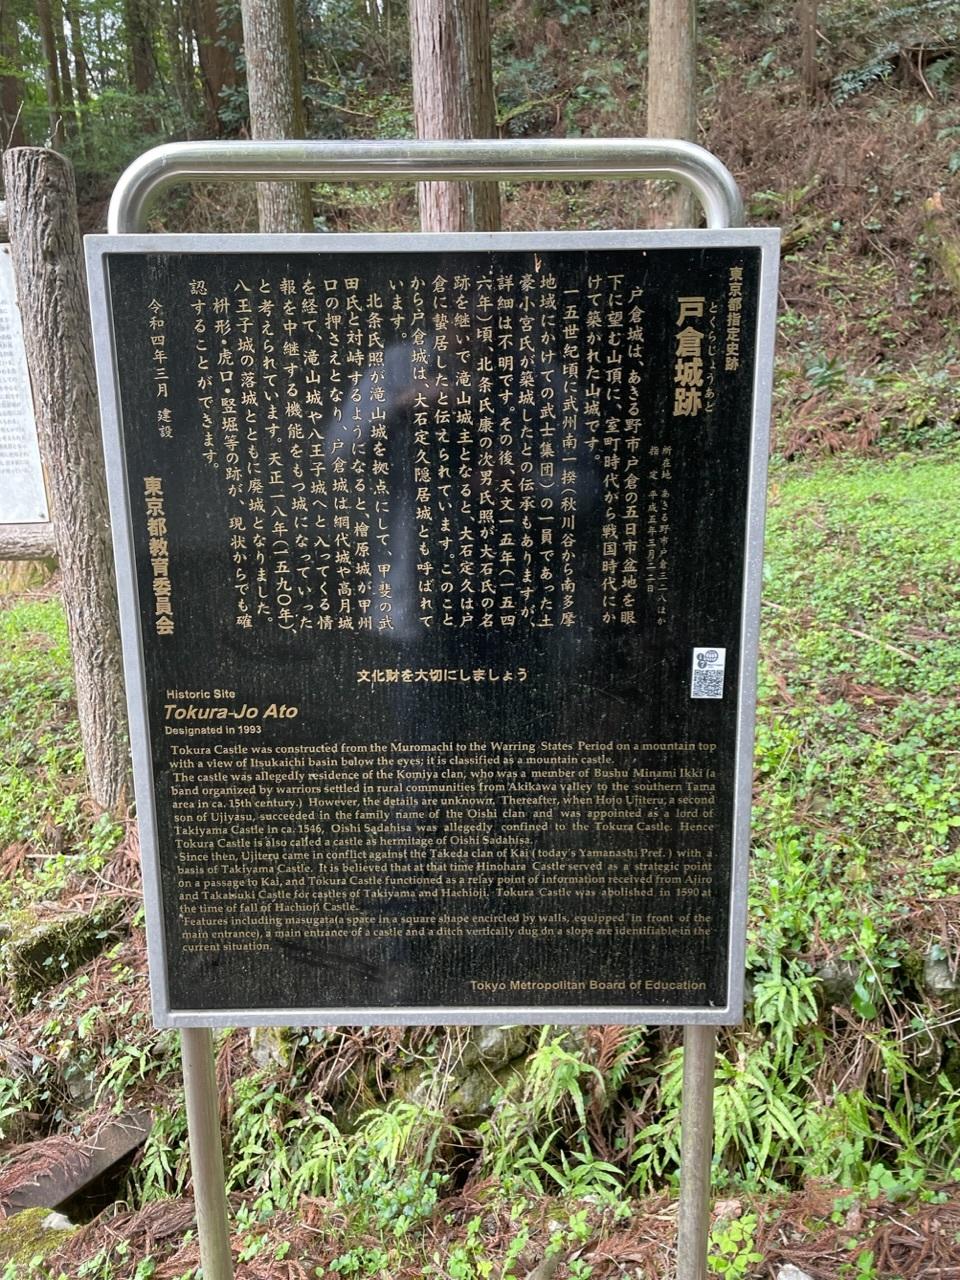 東京都指定史跡
とくらじょうあと
戸倉城跡
所在地 あきる野市戸倉三二八ほか
指定 平成五年三月二二日
戸倉城は、あきる野市戸倉の五日市盆地を眼
下に望む山頂に、室町時代から戦国時代にか
けて築かれた山城です。
一五世紀頃に武州南一揆(秋川谷から南多摩
地域にかけての武士集団)の一員であった土
豪小宮氏が築城したとの伝承もありますが、
詳細は不明です。その後、天文一五年(一五四
六年)頃、北条氏康の次男氏照が大石氏の名
跡を継いで滝山城主となると、大石定久は戸
倉に蟄居したと伝えられています。このこと
から戸倉城は、大石定久隠居城とも呼ばれて
います。
北条氏照が滝山城を拠点にして、甲斐の武
田氏と対峙するようになると、檜原城が甲州
口の押さえとなり、戸倉城は網代城や高月城
を経て、滝山城や八王子城へと入ってくる情
報を中継する機能をもつ城になっていった
と考えられています。天正一八年(一五九〇年)、
八王子城の落城とともに廃城となりました。
枡形・虎口・竪堀等の跡が、現状からでも確
認することができます。
令和四年三月 建設
東京都教育委員会
文化財を大切にしましょう
Historic Site
Tokura-Jo Ato
Designated in 1993
Tokura Castle was constructed from the Muromachi to the Warring States Period on a mountain top
with a view of Itsukaichi basin below the eyes; it is classified as a mountain castle.
The castle was allegedly residence of the Komiya clan, who was a member of Bushu Minami Ikki (a
band organized by warriors settled in rural communities from Akikawa valley to the southern Tama
area in ca. 15th century.) However, the details are unknown. Thereafter, when Hojo Ujiteru, a second
son of Ujiyasu, succeeded in the family name of the Oishi clan and was appointed as a lord of
Takiyama Castle in ca. 1546, Oishi Sadahisa was allegedly confined to the Tokura Castle. Hence
Tokura Castle is also called a castle as hermitage of Oishi Sadahisa.
Since then, Ujiteru came in conflict against the Takeda clan of Kai (today's Yamanashi Pref.) with a
basis of Takiyama Castle. It is believed that at that time Hinohara Castle served as a strategic point
on a passage to Kai, and Tokura Castle functioned as a relay point of information received from Ajiro
and Takatsuki Castle for castles of Takiyama and Hachioji. Tokura Castle was abolished in 1590 at
the time of fall of Hachioji Castle.
Features including masugata(a space in a square shape encircled by walls, equipped in front of the
main entrance), a main entrance of a castle and a ditch vertically dug on a slope are identifiable in the
current situation.
Tokyo Metropolitan Board of Education